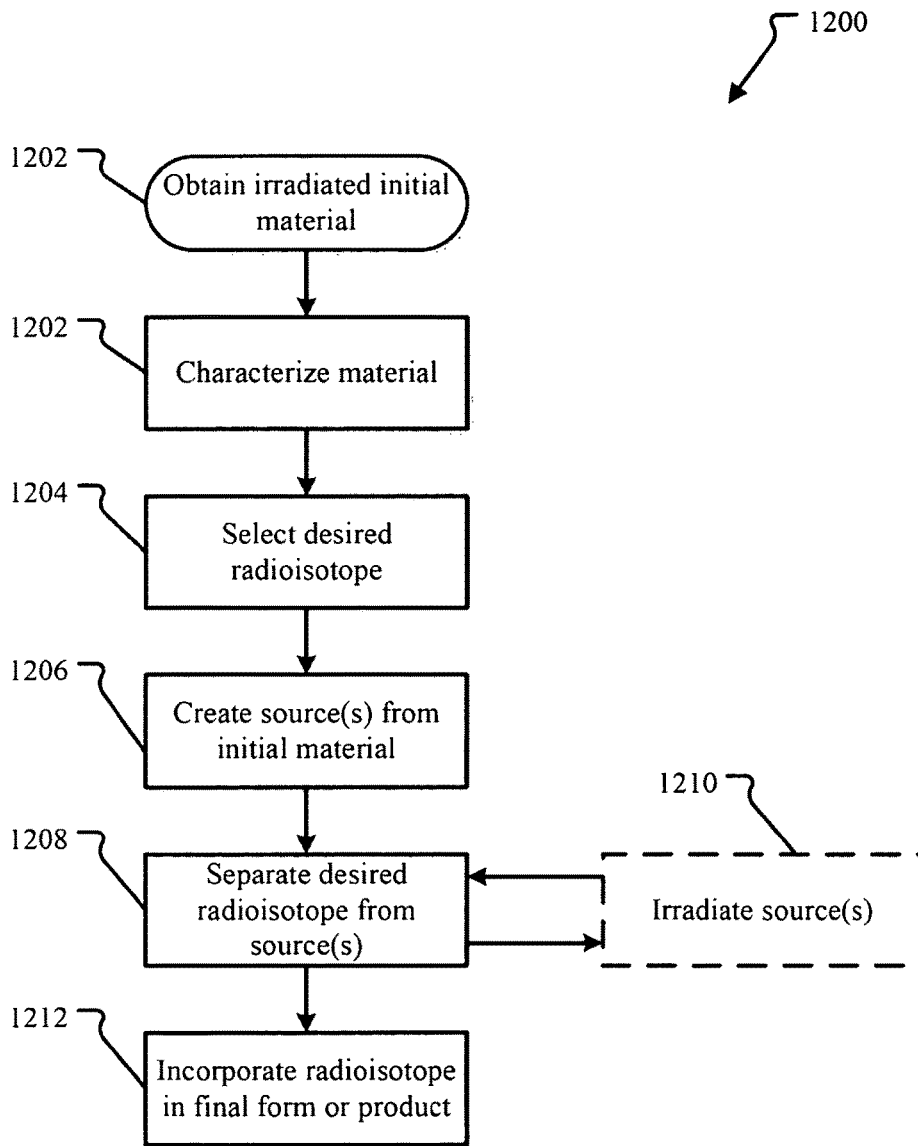 1200
1202
Obtain irradiated initial
material
1202
Characterize material
1204
Select desired
radioisotope
1206
Create source(s) from
initial material
1208
Separate desired
radioisotope from
source(s)
1210
Irradiate source(s)
1212
Incorporate radioisotope
in final form or product